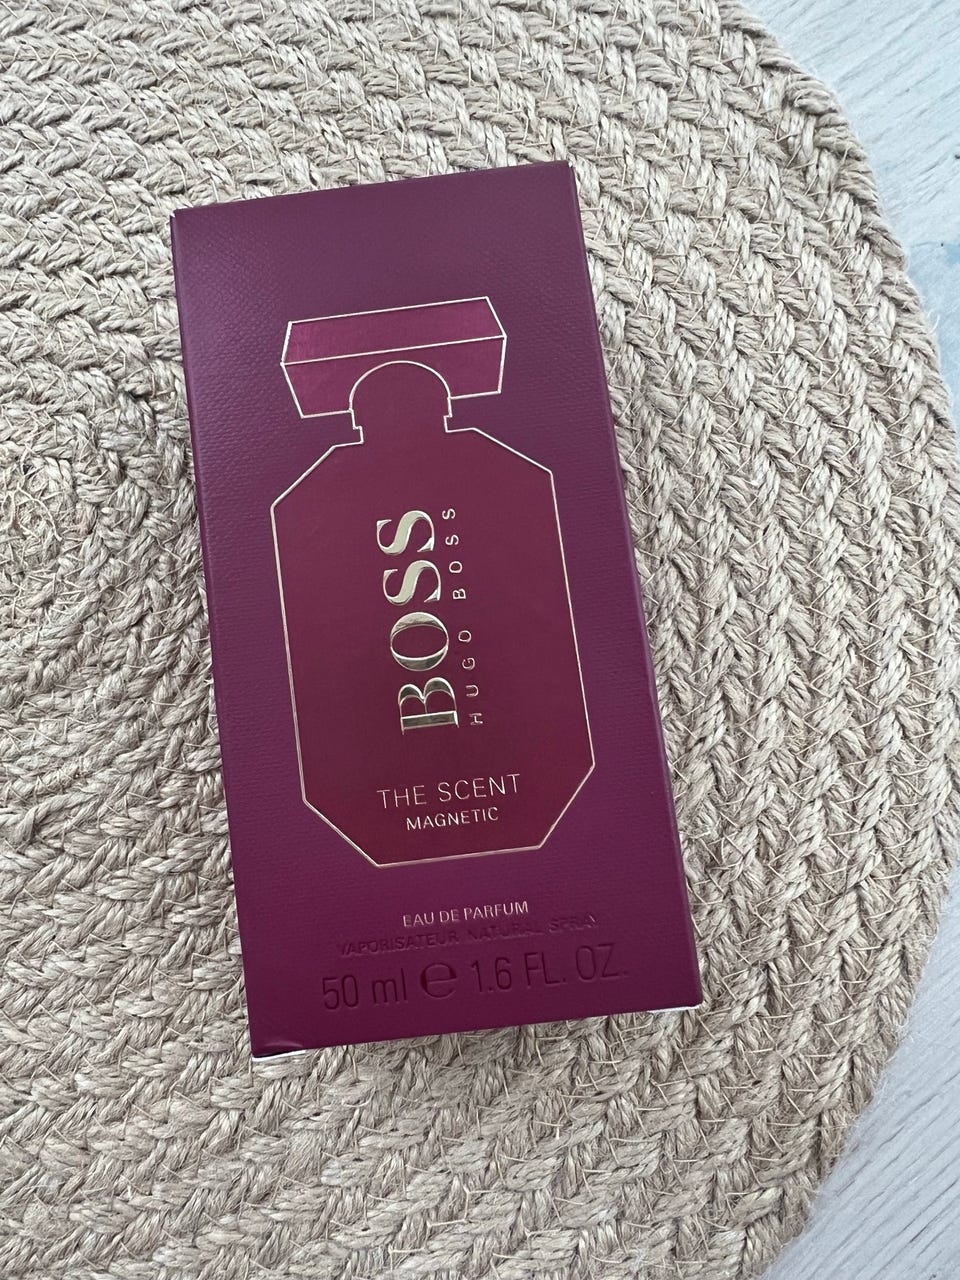 BOSS
HUGO BOSS
THE SCENT
MAGNETIC
EAU DE PARFUM
VAPORISATEUR NATURAL SPRAY
50 ml ℮ 1.6 FL. OZ.